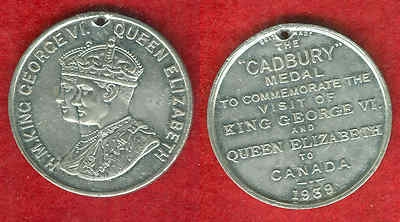 H.M. KING GEORGE VI. QUEEN ELIZABETH
THE
"CADBURY"
MEDAL
TO COMMEMORATE THE
VISIT OF
KING GEORGE VI.
AND
QUEEN ELIZABETH
TO
CANADA
1939